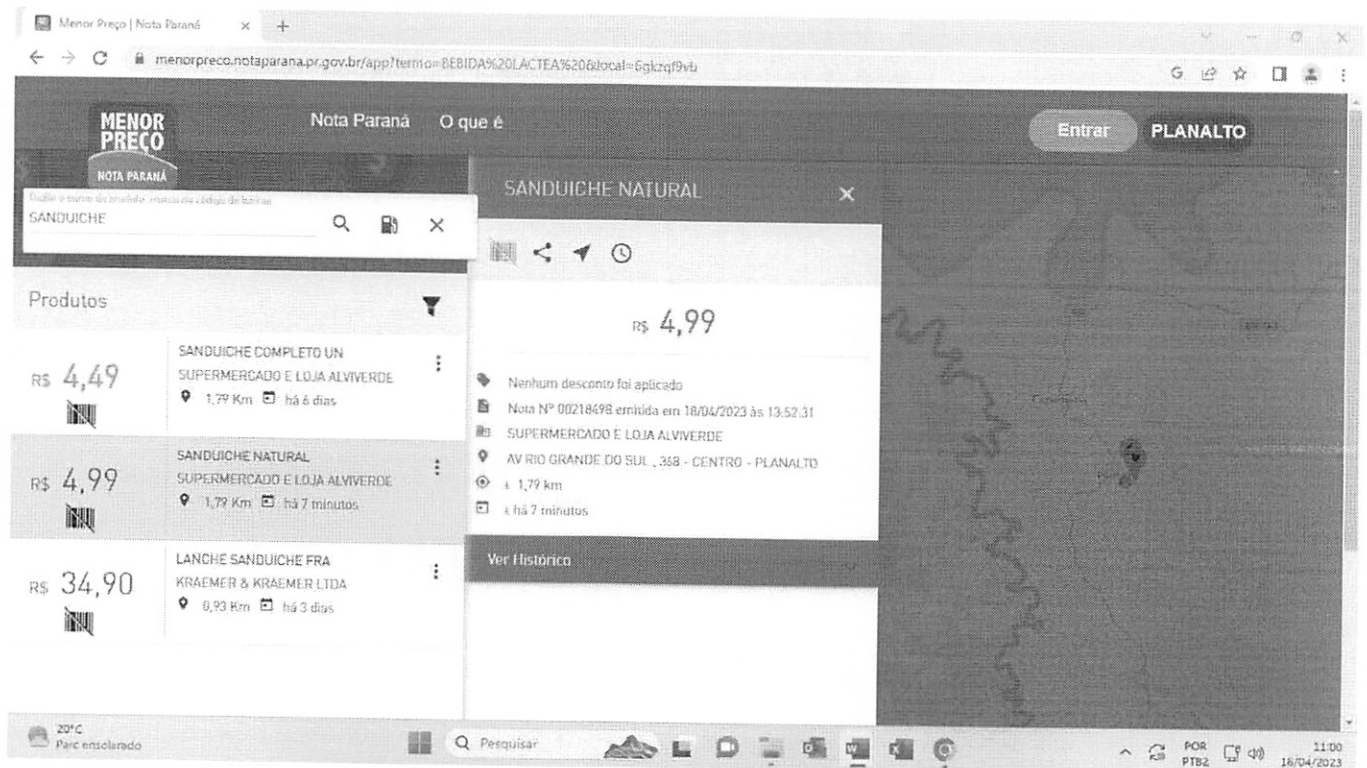 Menor Preço | Nota Paraná
menorpreco.notaparana.pr.gov.br/app?termo=BEBIDA%20LACTEA%20&local=6gkzqf9vb
MENOR
PREÇO
NOTA PARANÁ
Nota Paraná O que é
Entrar PLANALTO
SANDUICHE
Produtos
R$ 4,49
SANDUICHE COMPLETO UN
SUPERMERCADO E LOJA ALVIVERDE
1,79 Km há 6 dias
R$ 4,99
SANDUICHE NATURAL
SUPERMERCADO E LOJA ALVIVERDE
1,79 Km há 7 minutos
R$ 34,90
LANCHE SANDUICHE FRA
KRAEMER & KRAEMER LTDA
0,93 Km há 3 dias
SANDUICHE NATURAL
R$ 4,99
Nenhum desconto foi aplicado
Nota Nº 00218498 emitida em 18/04/2023 às 13:52:31
SUPERMERCADO E LOJA ALVIVERDE
AV RIO GRANDE DO SUL , 368 - CENTRO - PLANALTO
± 1,79 km
± há 7 minutos
Ver Histórico
20°C
Parc ensolarado
Pesquisar
POR
PTB2
11:00
18/04/2023